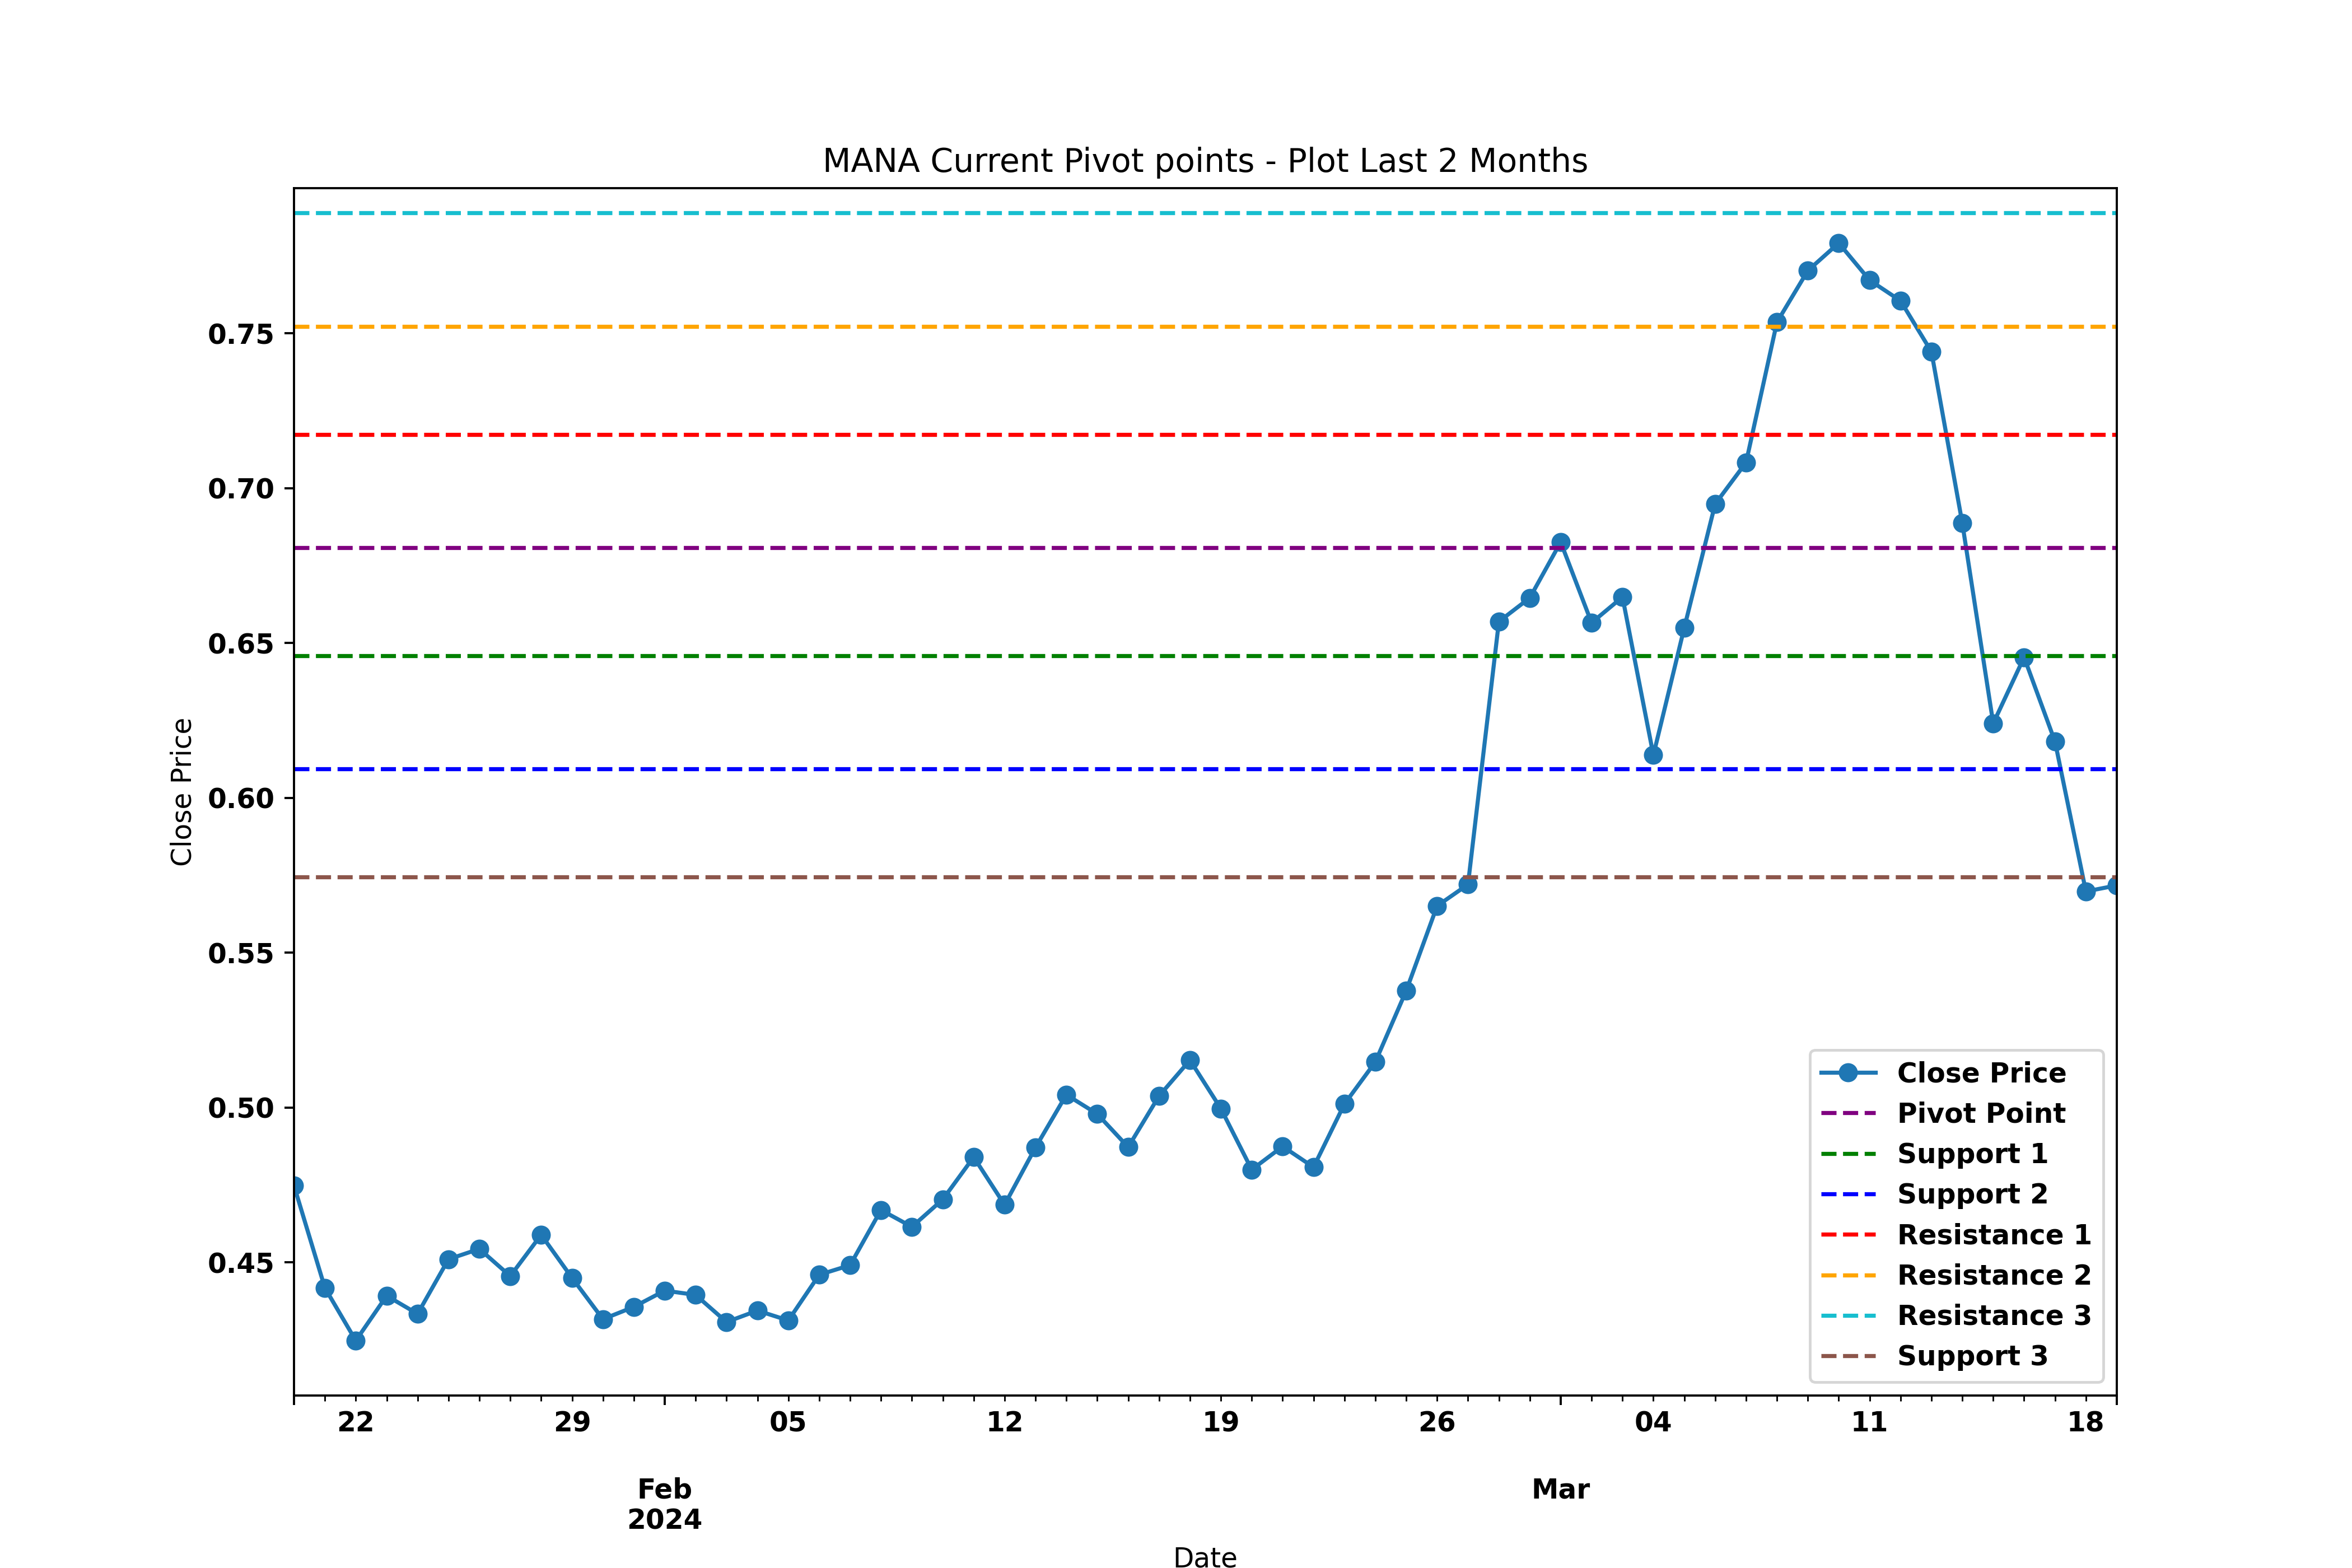 MANA Current Pivot points - Plot Last 2 Months
Close Price
0.75
0.70
0.65
0.60
0.55
0.50
0.45
Close Price
Pivot Point
Support 1
Support 2
Resistance 1
Resistance 2
Resistance 3
Support 3
22 29 05 12 19 26 04 11 18
Feb Mar
2024
Date